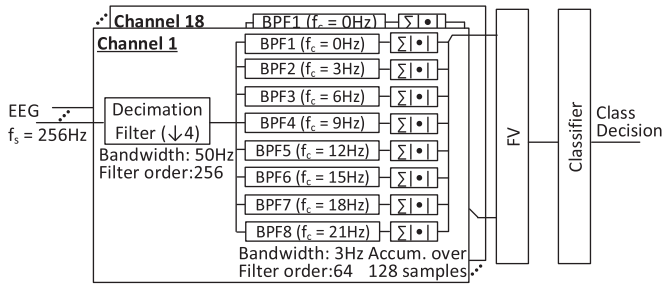 Channel 18
BPF1 (fc = 0Hz) ∑|•|
Channel 1
BPF1 (fc = 0Hz) ∑|•|
BPF2 (fc = 3Hz) ∑|•|
BPF3 (fc = 6Hz) ∑|•|
BPF4 (fc = 9Hz) ∑|•|
BPF5 (fc = 12Hz) ∑|•|
BPF6 (fc = 15Hz) ∑|•|
BPF7 (fc = 18Hz) ∑|•|
BPF8 (fc = 21Hz) ∑|•|
EEG
fs = 256Hz
Decimation
Filter (↓4)
Bandwidth: 50Hz
Filter order:256
Bandwidth: 3Hz Accum. over
Filter order:64 128 samples
FV
Classifier
Class
Decision